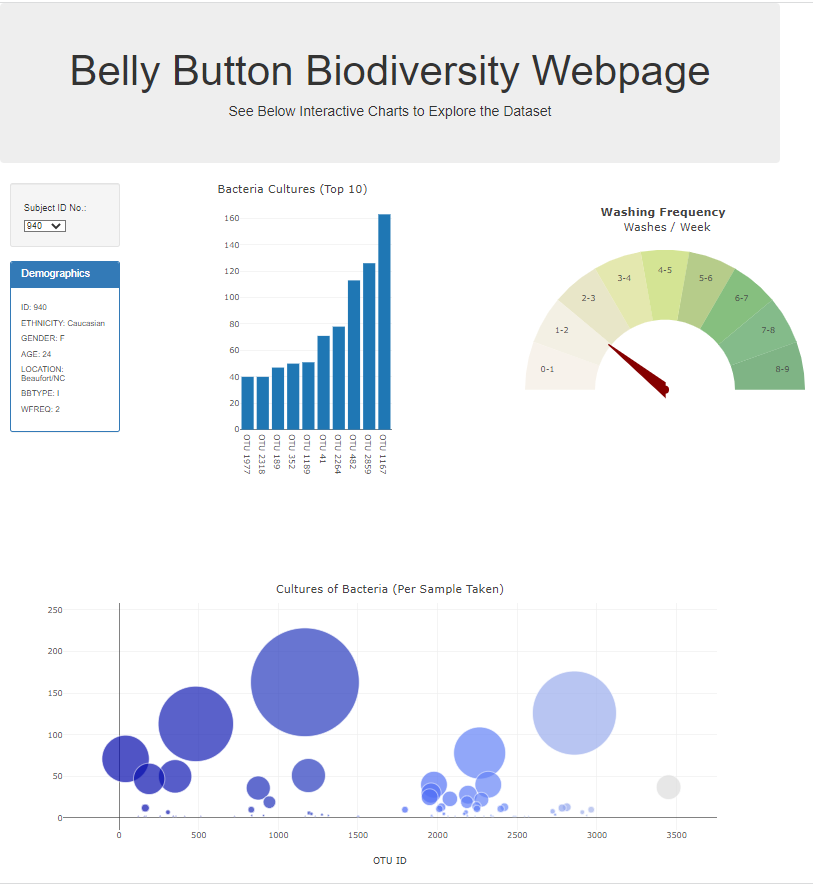 Belly Button Biodiversity Webpage
See Below Interactive Charts to Explore the Dataset
Subject ID No.:
940
Demographics
ID: 940
ETHNICITY: Caucasian
GENDER: F
AGE: 24
LOCATION:
Beaufort/NC
BBTYPE: I
WFREQ: 2
Bacteria Cultures (Top 10)
160
140
120
100
80
60
40
20
0
OTU 1977
OTU 2318
OTU 189
OTU 352
OTU 1189
OTU 41
OTU 2264
OTU 482
OTU 2859
OTU 1167
Washing Frequency
Washes / Week
0-1
1-2
2-3
3-4
4-5
5-6
6-7
7-8
8-9
Cultures of Bacteria (Per Sample Taken)
250
200
150
100
50
0
0 500 1000 1500 2000 2500 3000 3500
OTU ID